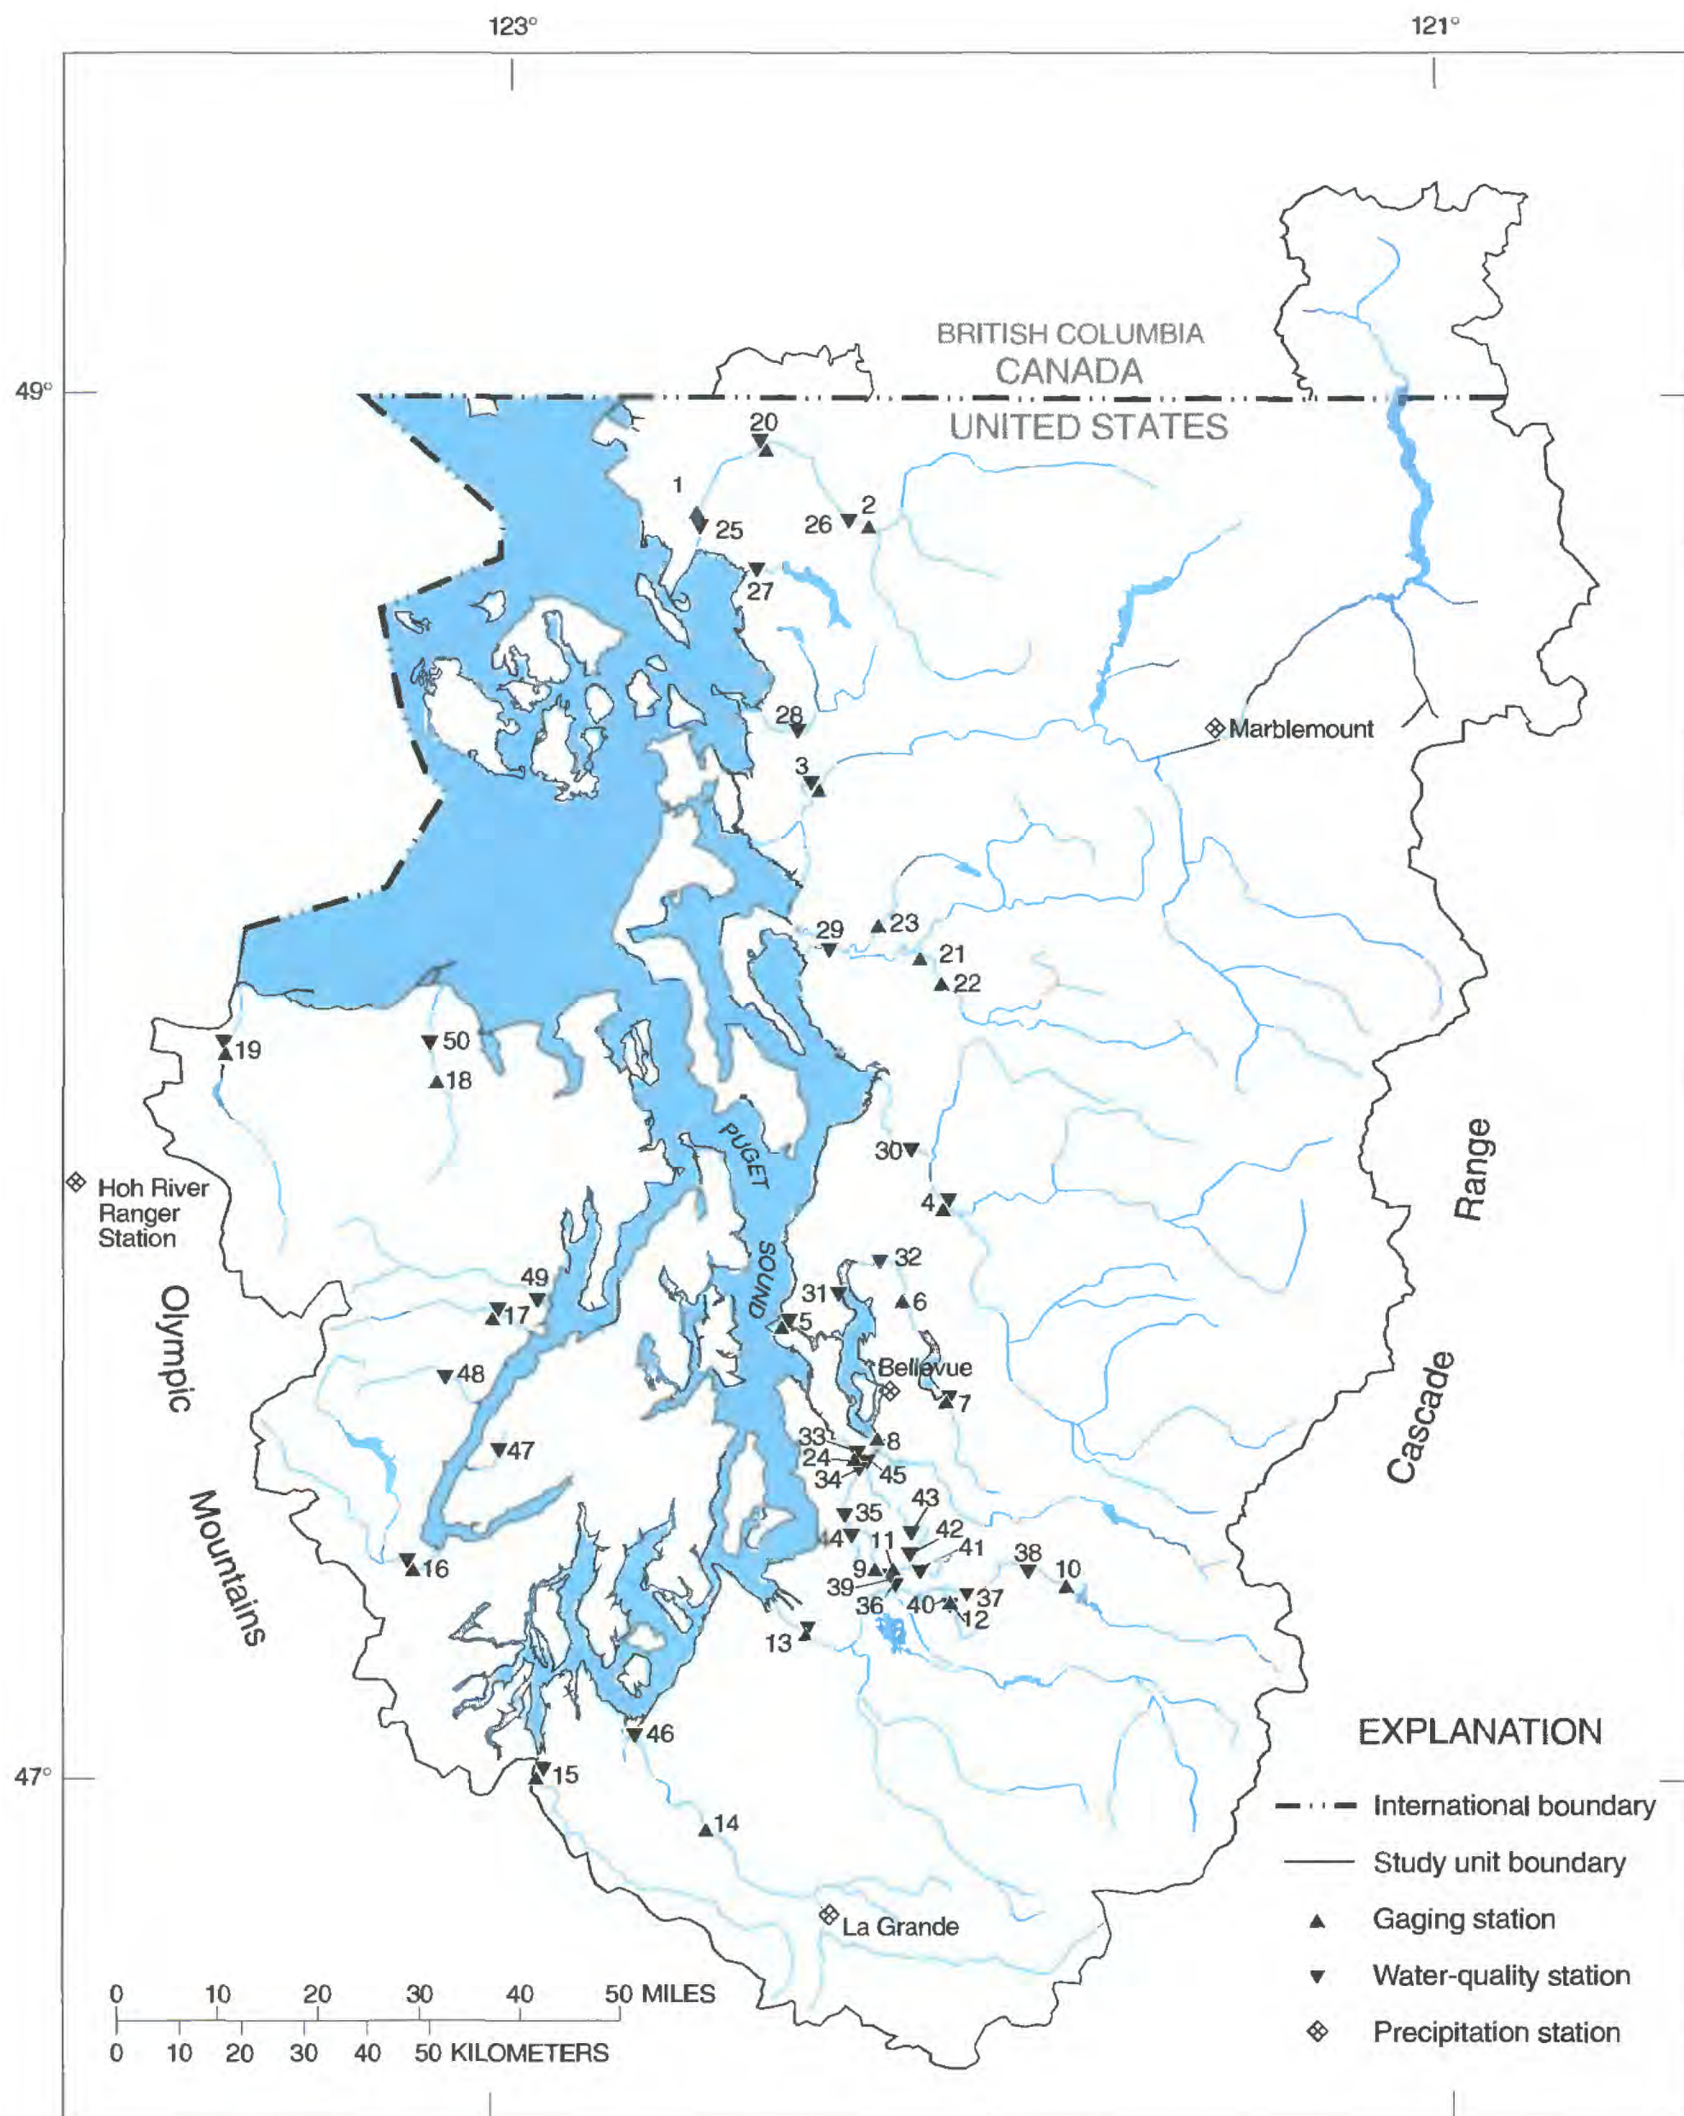 123°
121°
49°
BRITISH COLUMBIA
CANADA
UNITED STATES
20
1
2
25
26
27
28
Marblemount
3
23
29
21
22
50
19
18
PUGET
30
Range
Hoh River
Ranger
Station
4
SOUND
32
49
31
6
17
5
Olympic
Bellevue
48
7
Cascade
33
8
47
24
45
34
43
Mountains
35
42
44
11
41
38
10
9
16
39
37
36
40
12
13
46
EXPLANATION
47°
15
International boundary
14
Study unit boundary
Gaging station
La Grande
Water-quality station
0 10 20 30 40 50 MILES
Precipitation station
0 10 20 30 40 50 KILOMETERS